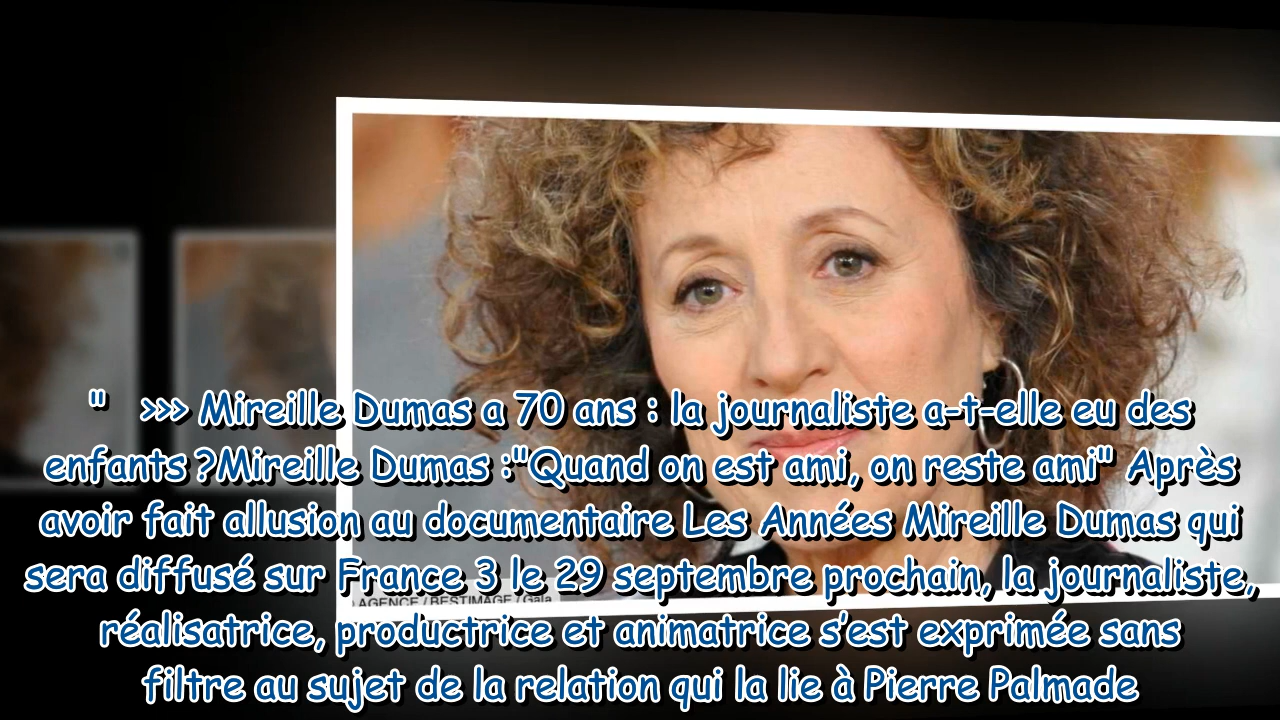 " >>> Mireille Dumas a 70 ans : la journaliste a-t-elle eu des
enfants ?Mireille Dumas :"Quand on est ami, on reste ami" Après
avoir fait allusion au documentaire Les Années Mireille Dumas qui
sera diffusé sur France 3 le 29 septembre prochain, la journaliste,
AGENCE / BESTIMAGE / Gala
réalisatrice, productrice et animatrice s'est exprimée sans
filtre au sujet de la relation qui la lie à Pierre Palmade